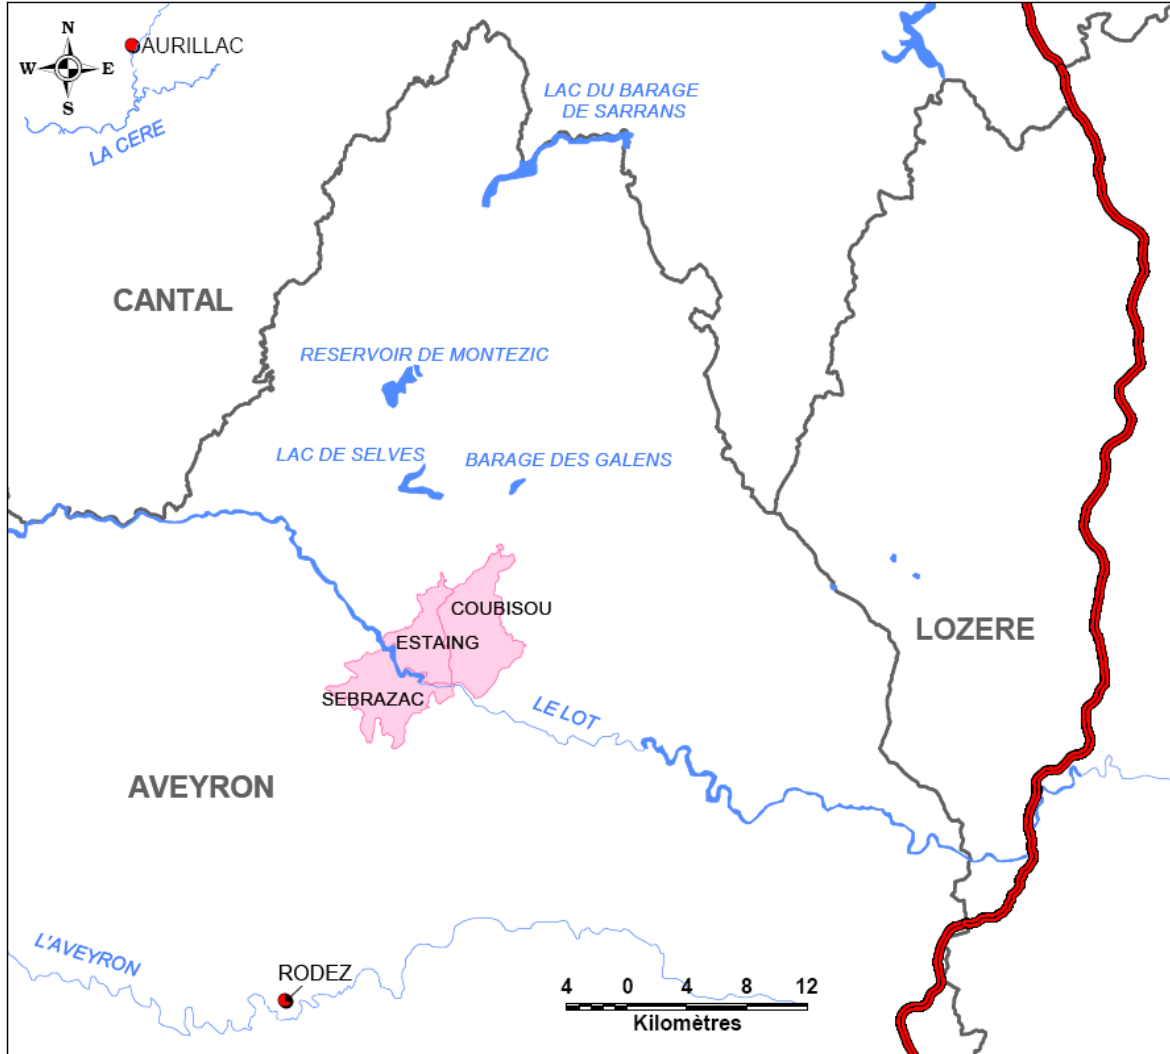 N
AURILLAC
W E
S
LA CERE
LAC DU BARAGE
DE SARRANS
CANTAL
RESERVOIR DE MONTEZIC
LAC DE SELVES
BARAGE DES GALENS
COUBISOU
ESTAING
LOZERE
SEBRAZAC
LE LOT
AVEYRON
L'AVEYRON
RODEZ
4 0 4 8 12
Kilomètres